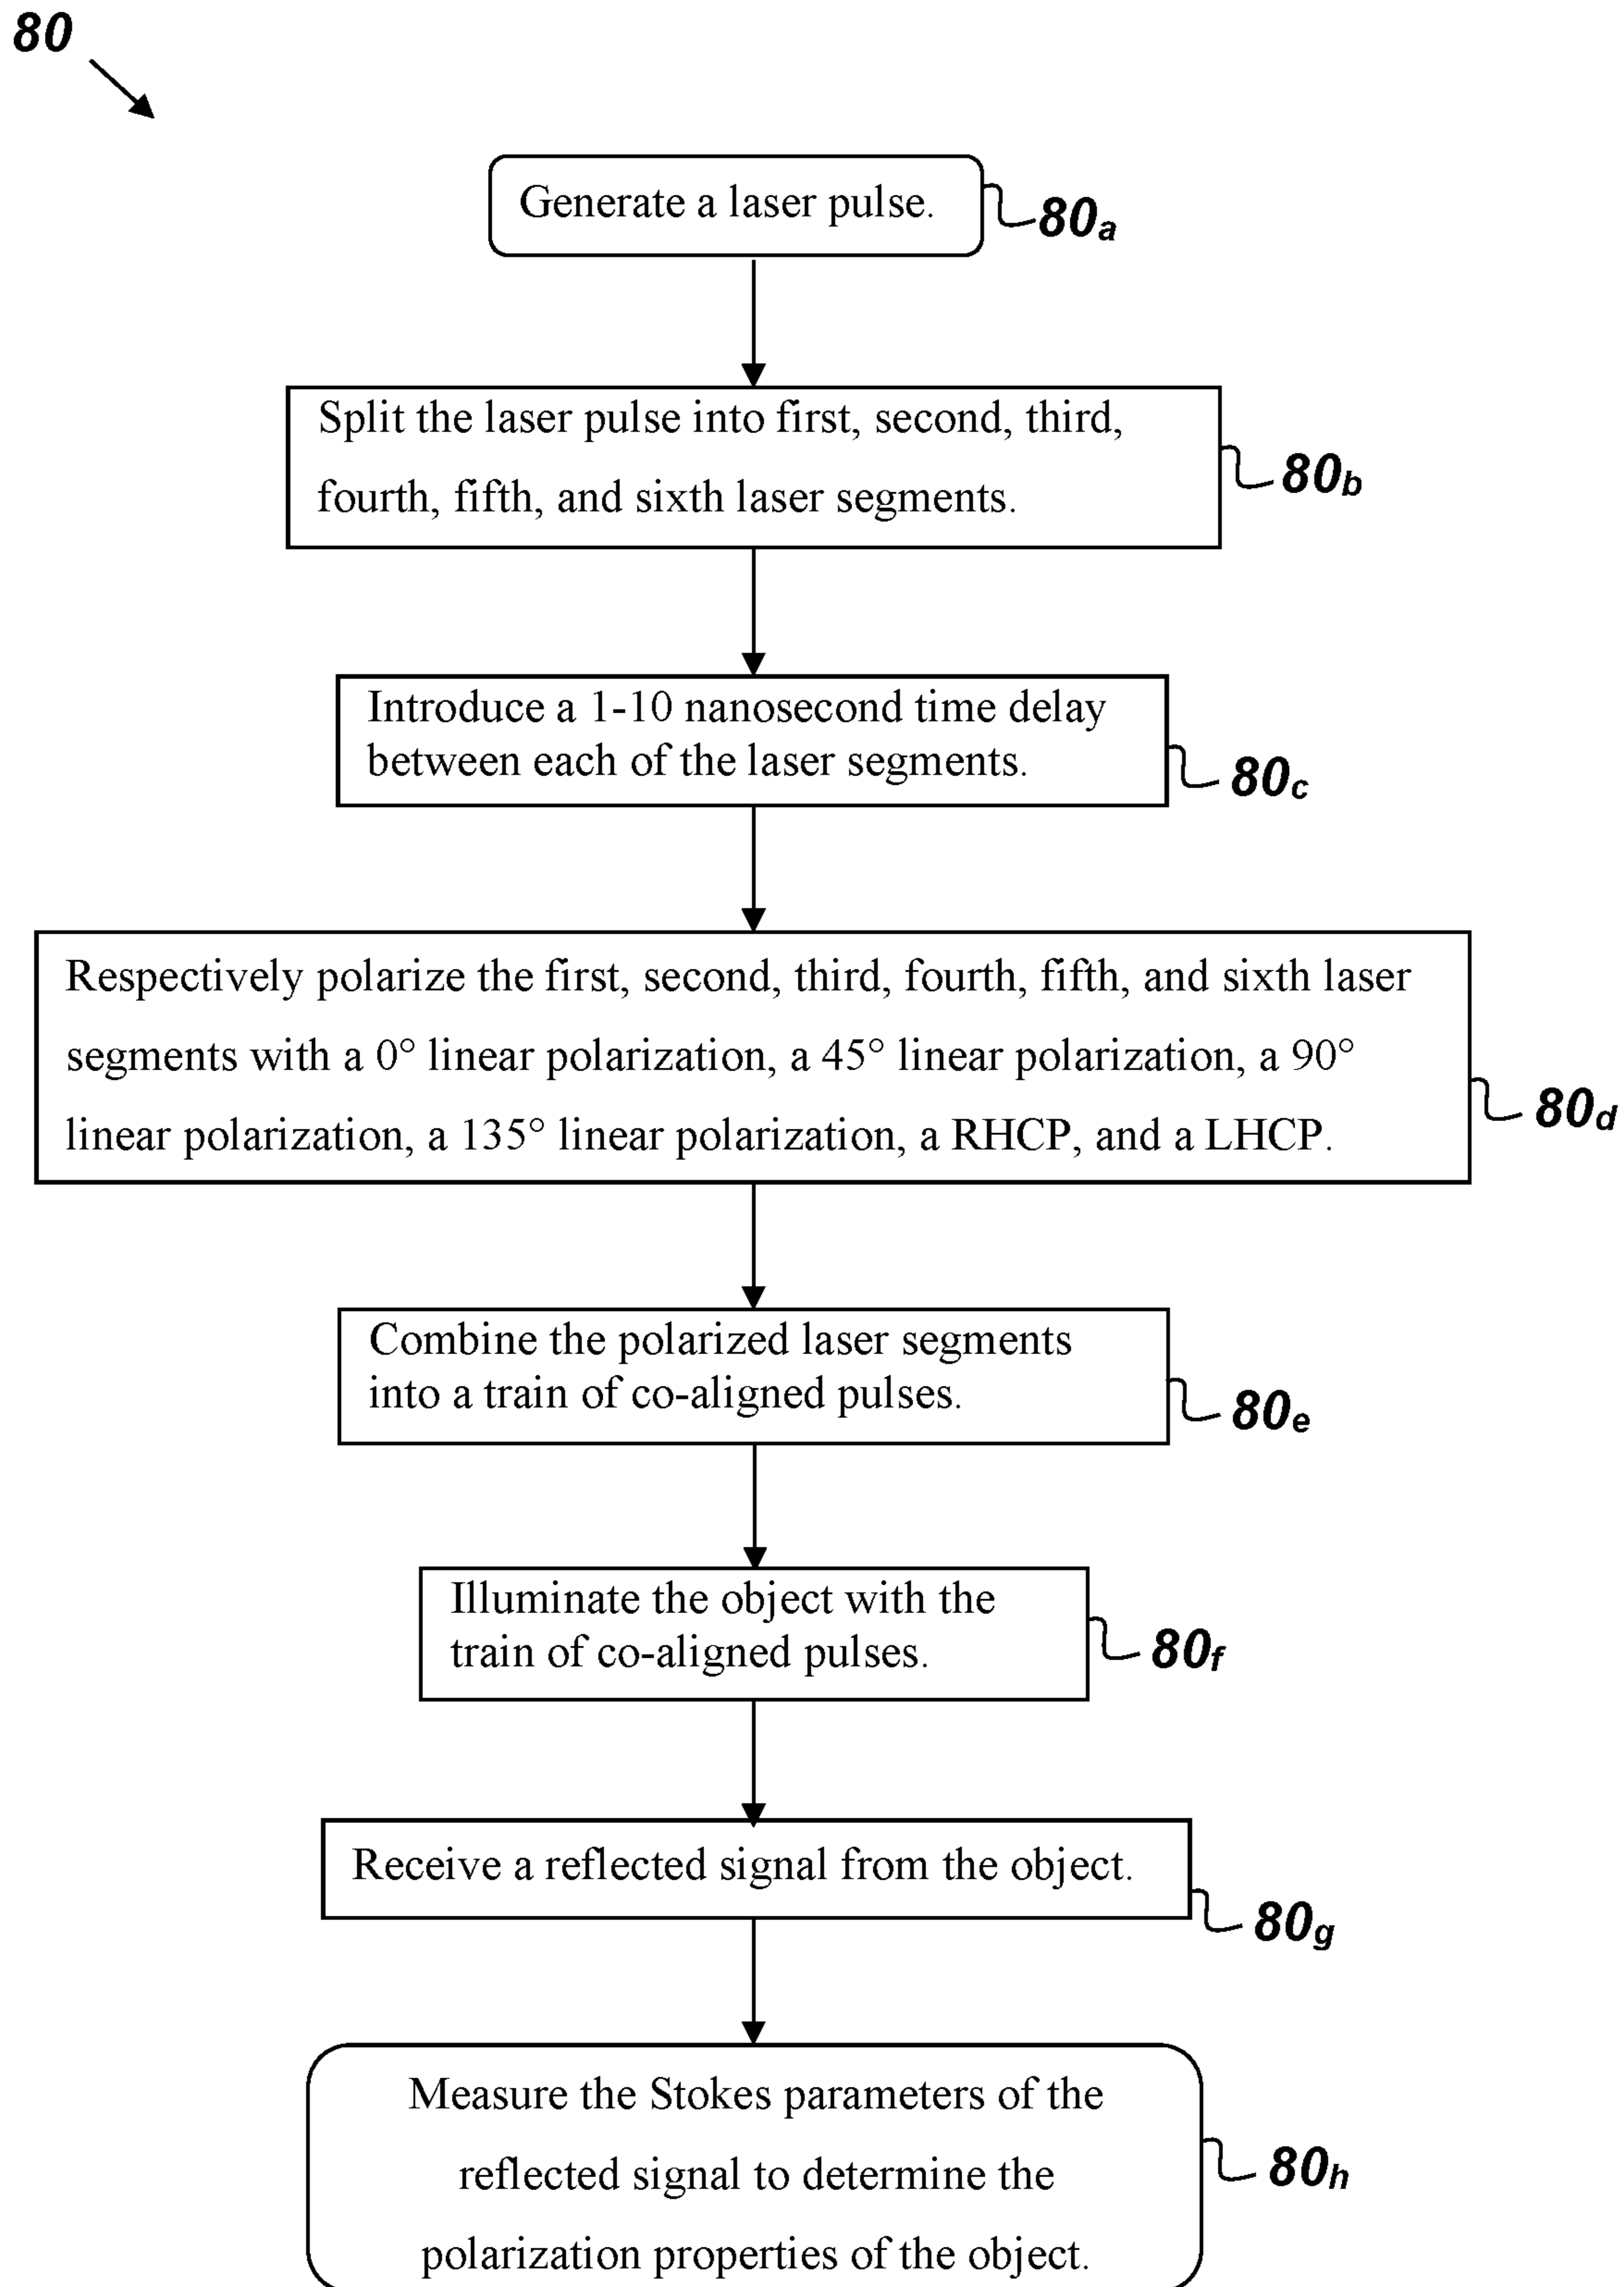 80
Generate a laser pulse.
80a
Split the laser pulse into first, second, third,
fourth, fifth, and sixth laser segments.
80b
Introduce a 1-10 nanosecond time delay
between each of the laser segments.
80c
Respectively polarize the first, second, third, fourth, fifth, and sixth laser
segments with a 0° linear polarization, a 45° linear polarization, a 90°
linear polarization, a 135° linear polarization, a RHCP, and a LHCP.
80d
Combine the polarized laser segments
into a train of co-aligned pulses.
80e
Illuminate the object with the
train of co-aligned pulses.
80f
Receive a reflected signal from the object.
80g
Measure the Stokes parameters of the
reflected signal to determine the
polarization properties of the object.
80h